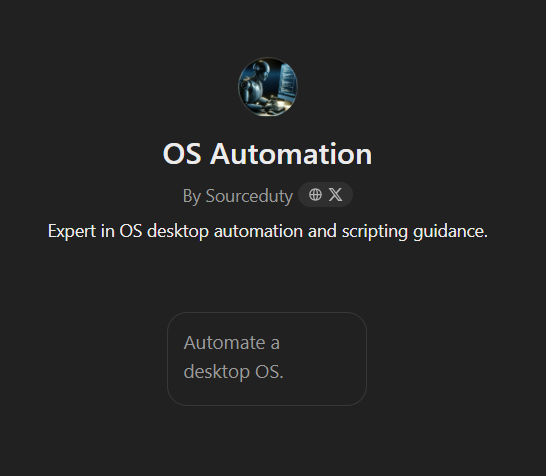 OS Automation
By Sourceduty
Expert in OS desktop automation and scripting guidance.
Automate a
desktop OS.